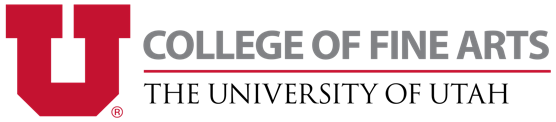 U®
COLLEGE OF FINE ARTS
THE UNIVERSITY OF UTAH